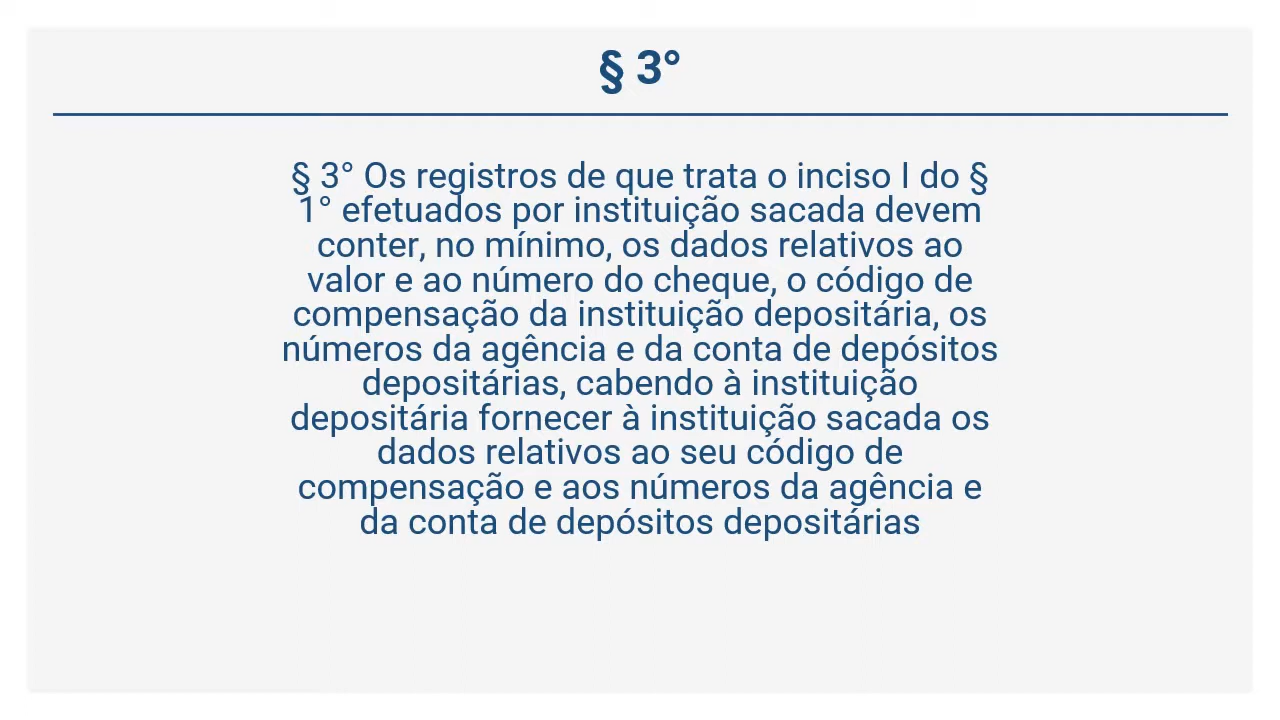 § 3°
§ 3° Os registros de que trata o inciso I do §
1° efetuados por instituição sacada devem
conter, no mínimo, os dados relativos ao
valor e ao número do cheque, o código de
compensação da instituição depositária, os
números da agência e da conta de depósitos
depositárias, cabendo à instituição
depositária fornecer à instituição sacada os
dados relativos ao seu código de
compensação e aos números da agência e
da conta de depósitos depositárias